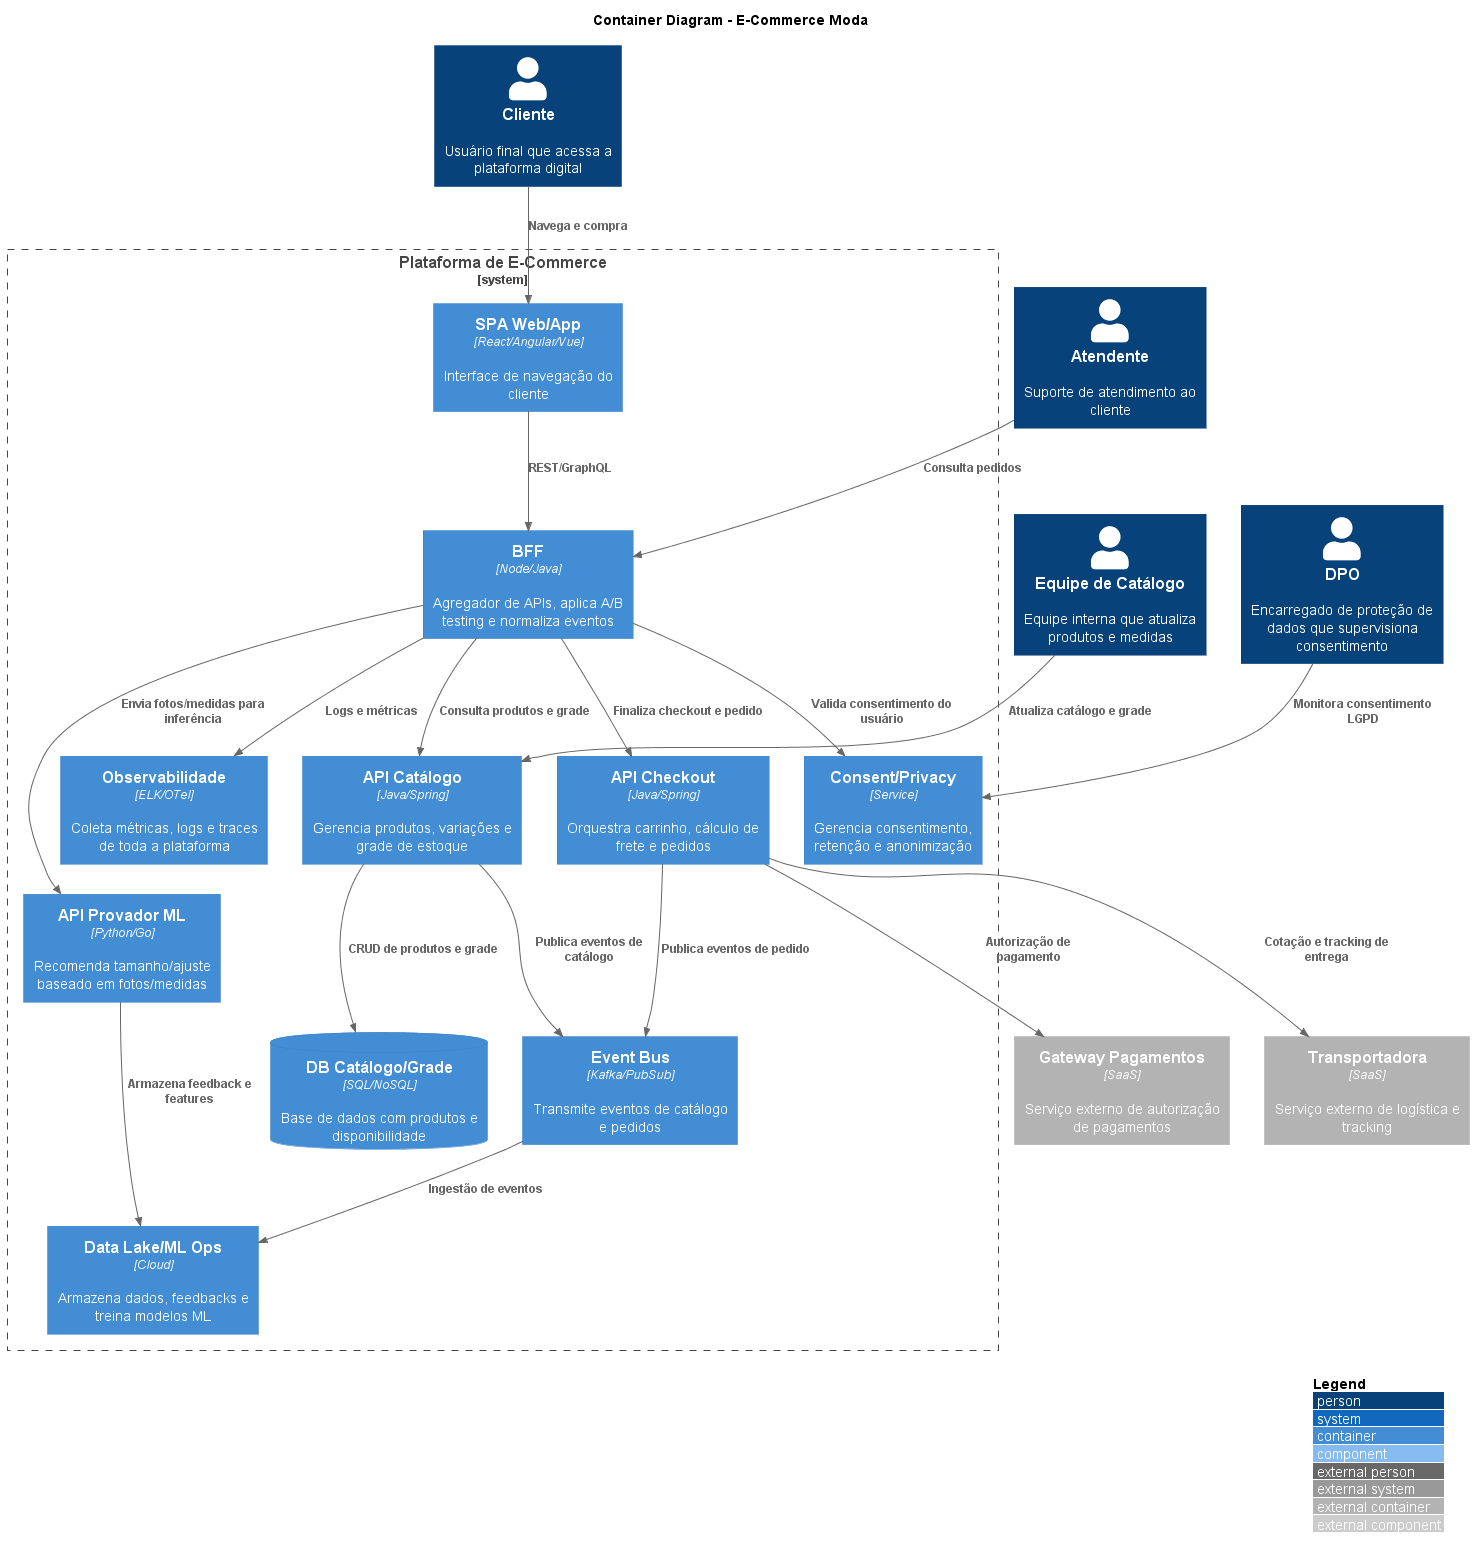 Container Diagram - E-Commerce Moda
Cliente
Usuário final que acessa a
plataforma digital
Navega e compra
Plataforma de E-Commerce
[system]
SPA Web/App
[React/Angular/Vue]
Interface de navegação do
cliente
Atendente
Suporte de atendimento ao
cliente
REST/GraphQL
Consulta pedidos
BFF
[Node/Java]
Agregador de APIs, aplica A/B
testing e normaliza eventos
Equipe de Catálogo
Equipe interna que atualiza
produtos e medidas
DPO
Encarregado de proteção de
dados que supervisiona
consentimento
Envia fotos/medidas para
inferência
Logs e métricas
Consulta produtos e grade
Finaliza checkout e pedido
Valida consentimento do
usuário
Atualiza catálogo e grade
Monitora consentimento
LGPD
Observabilidade
[ELK/OTel]
Coleta métricas, logs e traces
de toda a plataforma
API Catálogo
[Java/Spring]
Gerencia produtos, variações e
grade de estoque
API Checkout
[Java/Spring]
Orquestra carrinho, cálculo de
frete e pedidos
Consent/Privacy
[Service]
Gerencia consentimento,
retenção e anonimização
API Provador ML
[Python/Go]
Recomenda tamanho/ajuste
baseado em fotos/medidas
CRUD de produtos e grade
Publica eventos de
catálogo
Publica eventos de pedido
Autorização de
pagamento
Cotação e tracking de
entrega
DB Catálogo/Grade
[SQL/NoSQL]
Base de dados com produtos e
disponibilidade
Event Bus
[Kafka/PubSub]
Transmite eventos de catálogo
e pedidos
Gateway Pagamentos
[SaaS]
Serviço externo de autorização
de pagamentos
Transportadora
[SaaS]
Serviço externo de logística e
tracking
Armazena feedback e
features
Ingestão de eventos
Data Lake/ML Ops
[Cloud]
Armazena dados, feedbacks e
treina modelos ML
Legend
person
system
container
component
external person
external system
external container
external component